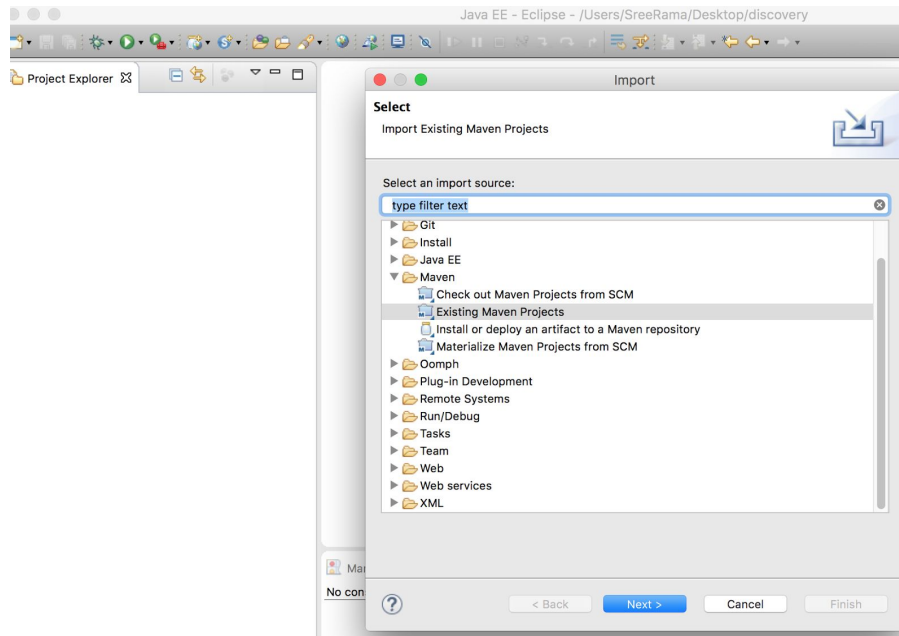 Java EE - Eclipse - /Users/SreeRama/Desktop/discovery
Project Explorer
Import
Select
Import Existing Maven Projects
Select an import source:
type filter text
Git
Install
Java EE
Maven
Check out Maven Projects from SCM
Existing Maven Projects
Install or deploy an artifact to a Maven repository
Materialize Maven Projects from SCM
Oomph
Plug-in Development
Remote Systems
Run/Debug
Tasks
Team
Web
Web services
XML
Mar
No con
? < Back Next > Cancel Finish